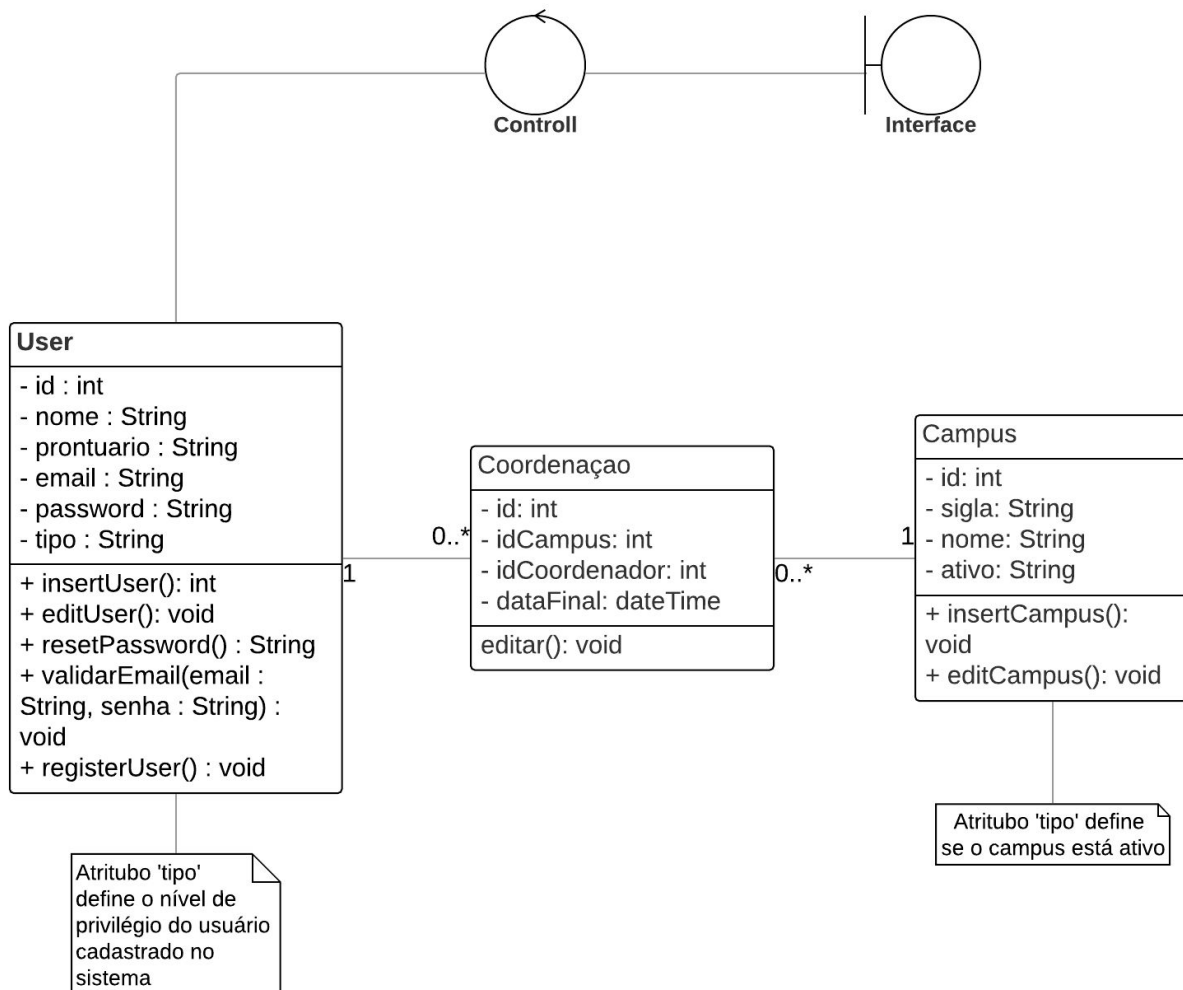 Controll
Interface
User
- id : int
- nome : String
- prontuario : String
- email : String
- password : String
- tipo : String
+ insertUser(): int
+ editUser(): void
+ resetPassword() : String
+ validarEmail(email :
String, senha : String) :
void
+ registerUser() : void
1
0..*
Coordenaçao
- id: int
- idCampus: int
- idCoordenador: int
- dataFinal: dateTime
editar(): void
0..*
1
Campus
- id: int
- sigla: String
- nome: String
- ativo: String
+ insertCampus():
void
+ editCampus(): void
Atritubo 'tipo'
define o nível de
privilégio do usuário
cadastrado no
sistema
Atritubo 'tipo' define
se o campus está ativo